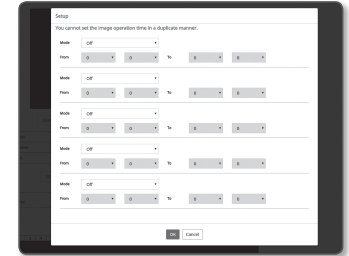 Setup
You cannot set the image operation time in a duplicate manner.
Mode Off
From 0 0 To 0 0
Mode Off
From 0 0 To 0 0
Mode Off
From 0 0 To 0 0
Mode Off
From 0 0 To 0 0
Mode Off
From 0 0 To 0 0
OK Cancel